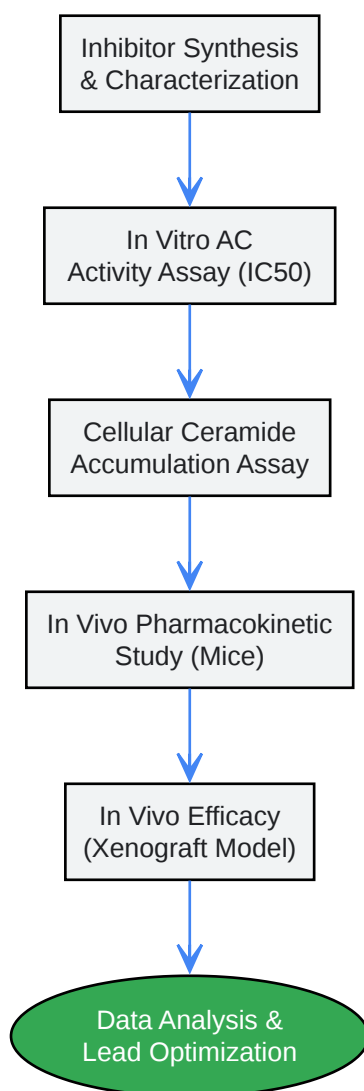 Inhibitor Synthesis
& Characterization
In Vitro AC
Activity Assay (IC50)
Cellular Ceramide
Accumulation Assay
In Vivo Pharmacokinetic
Study (Mice)
In Vivo Efficacy
(Xenograft Model)
Data Analysis &
Lead Optimization